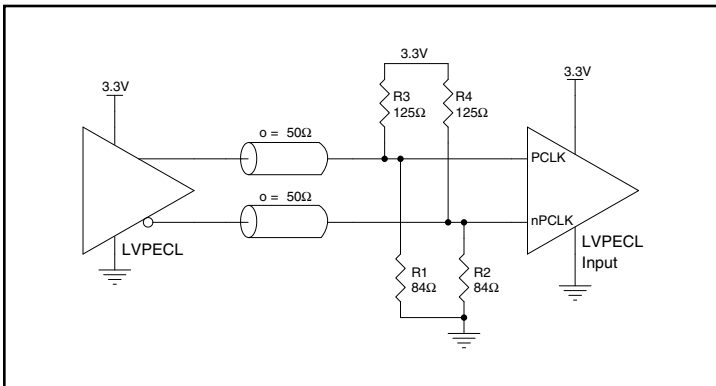 3.3V
R3
125Ω
R4
125Ω
3.3V
3.3V
o = 50Ω
PCLK
o = 50Ω
nPCLK
LVPECL
LVPECL
Input
R1
84Ω
R2
84Ω